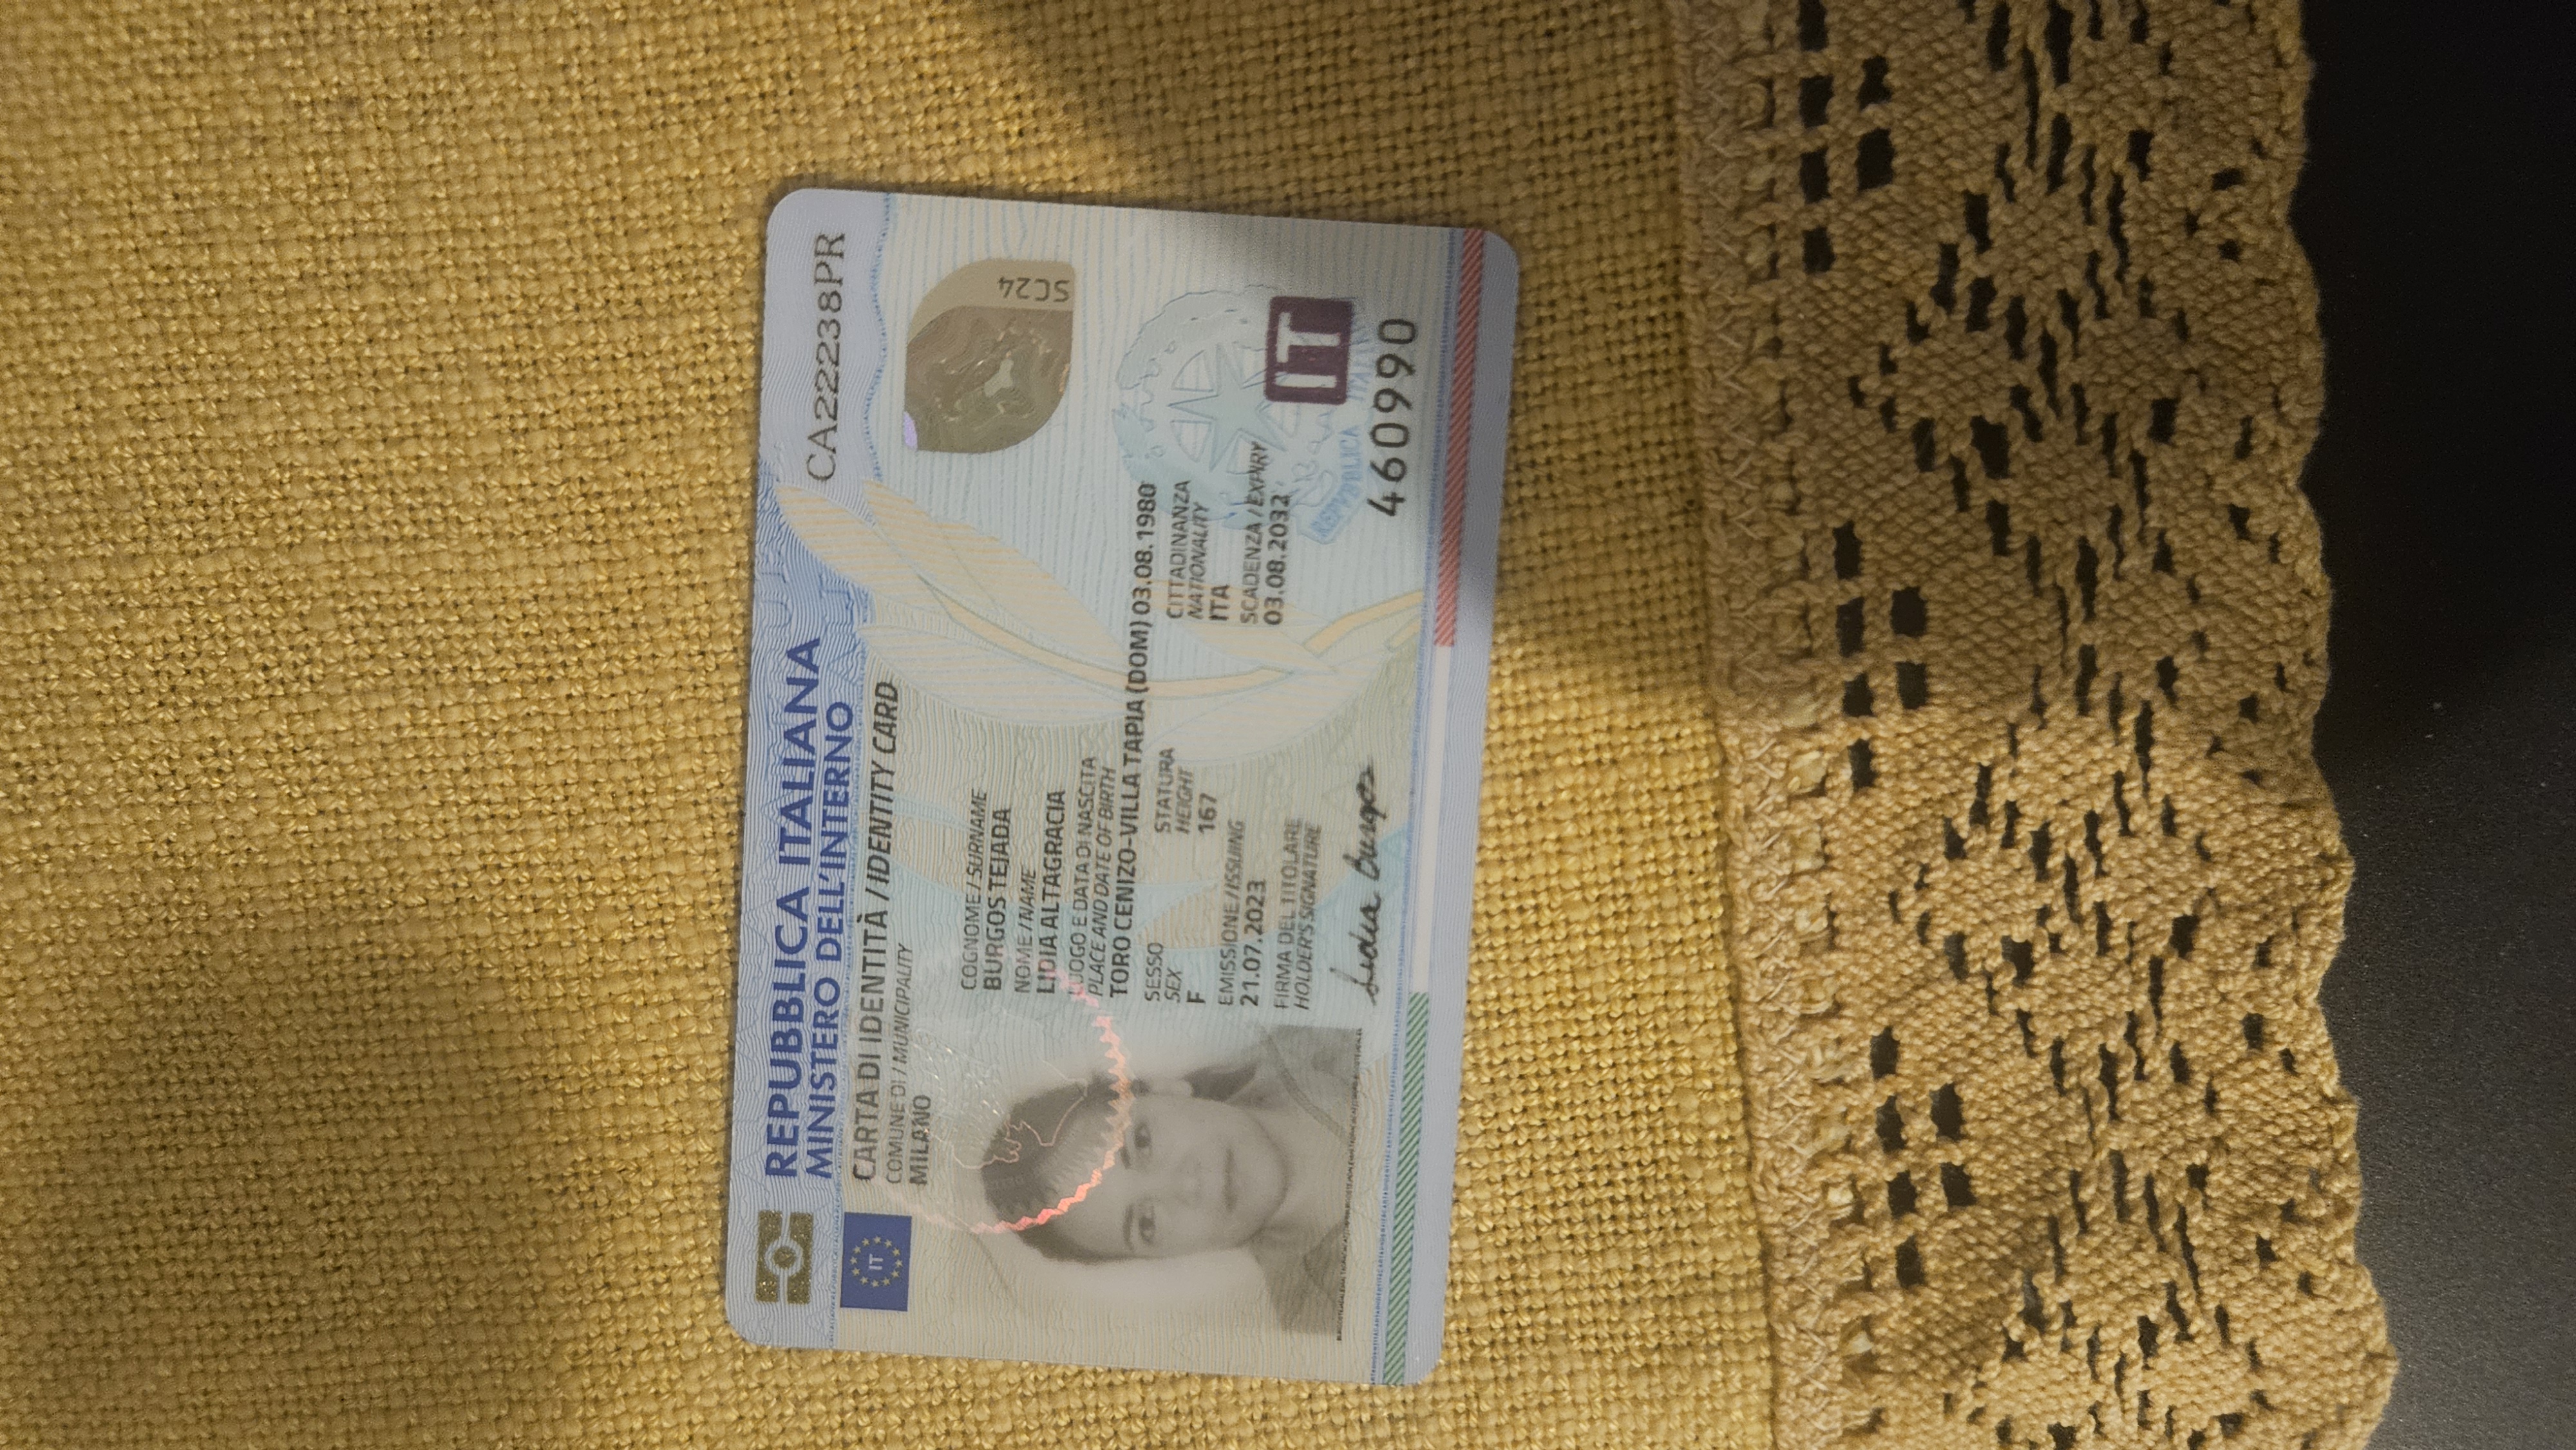 REPUBBLICA ITALIANA
MINISTERO DELL'INTERNO
CA22238PR
IT
CARTA DI IDENTITÀ / IDENTITY CARD
COMUNE DI / MUNICIPALITY
MILANO
COGNOME / SURNAME
BURGOS TEJADA
NOME / NAME
LIDIA ALTAGRACIA
LUOGO E DATA DI NASCITA
PLACE AND DATE OF BIRTH
TORO CENIZO-VILLA TAPIA (DOM) 03.08.1980
SESSO
SEX
F
STATURA
HEIGHT
167
CITTADINANZA
NATIONALITY
ITA
EMISSIONE / ISSUING
21.07.2023
SCADENZA / EXPIRY
03.08.2032
FIRMA DEL TITOLARE
HOLDER'S SIGNATURE
Lidia Burgos
SC24
IT
REPVBBLICA ITALIANA
460990